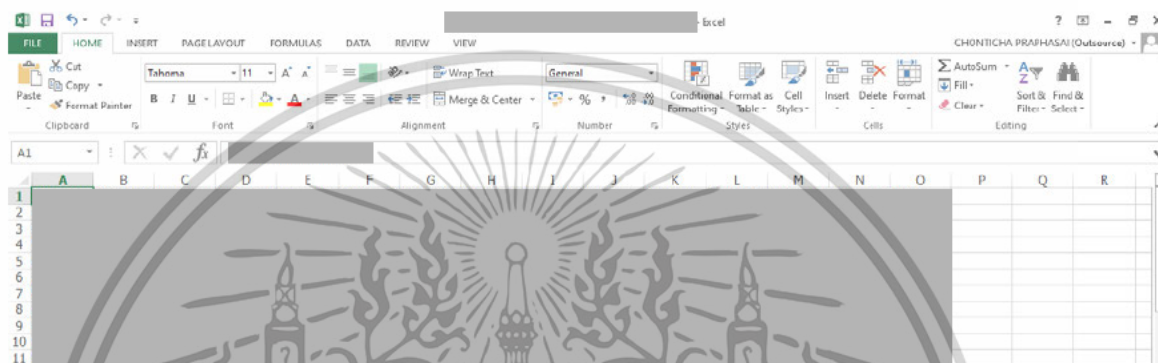 - Excel
?
FILE HOME INSERT PAGE LAYOUT FORMULAS DATA REVIEW VIEW CHONTICHA PRAPHASAI (Outsource)
Cut
Copy
Format Painter
Paste
Clipboard
Tahoma 11 A A
B I U A
Font
Wrap Text
Merge & Center
Alignment
General
% ,
Number
Conditional Formatting
Format as Table
Cell Styles
Styles
Insert Delete Format
Cells
AutoSum
Fill
Clear
Sort & Filter
Find & Select
Editing
A1 fx
A B C D E F G H I J K L M N O P Q R
1
2
3
4
5
6
7
8
9
10
11